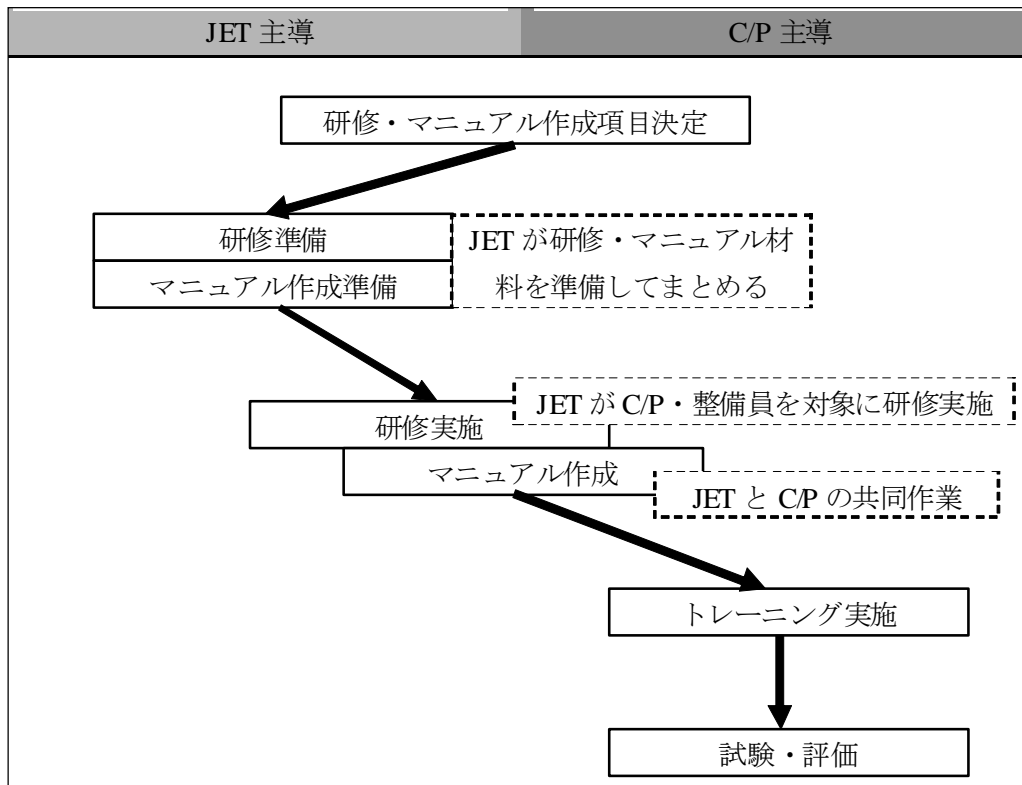 JET 主導
C/P 主導
研修・マニュアル作成項目決定
研修準備
マニュアル作成準備
JET が研修・マニュアル材
料を準備してまとめる
JET が C/P・整備員を対象に研修実施
研修実施
マニュアル作成
JET と C/P の共同作業
トレーニング実施
試験・評価